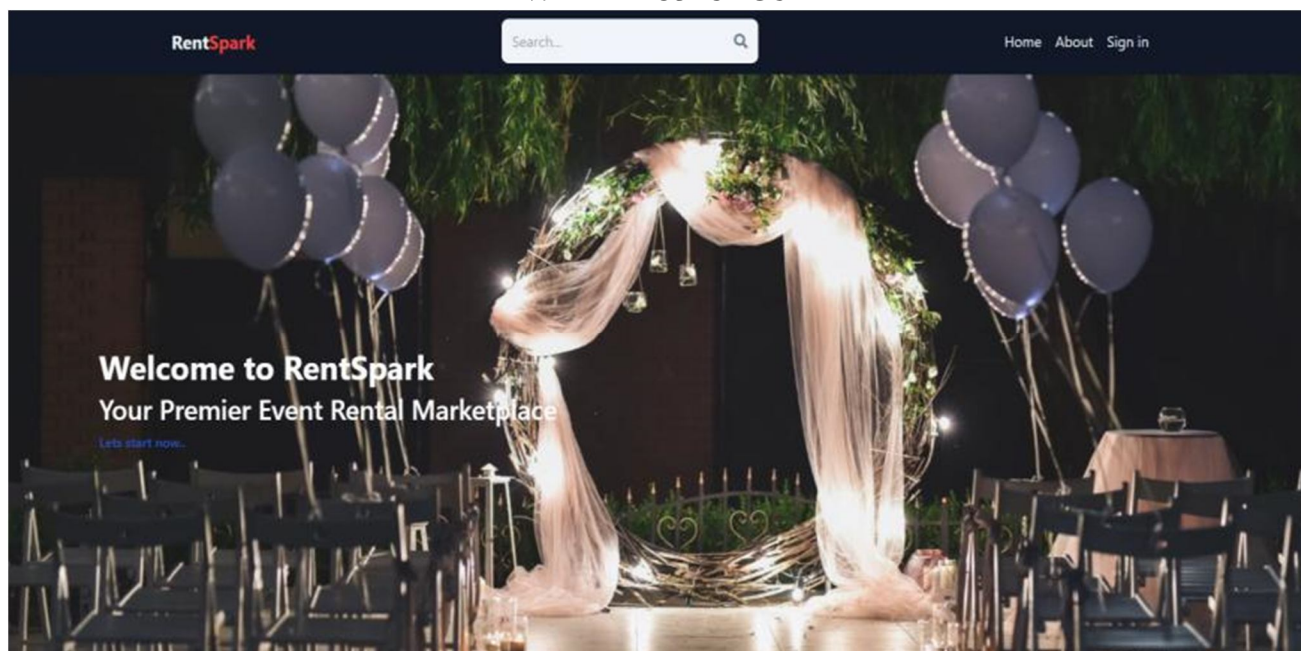 RentSpark
Search...
Home About Sign in
Welcome to RentSpark
Your Premier Event Rental Marketplace
Lets start now..